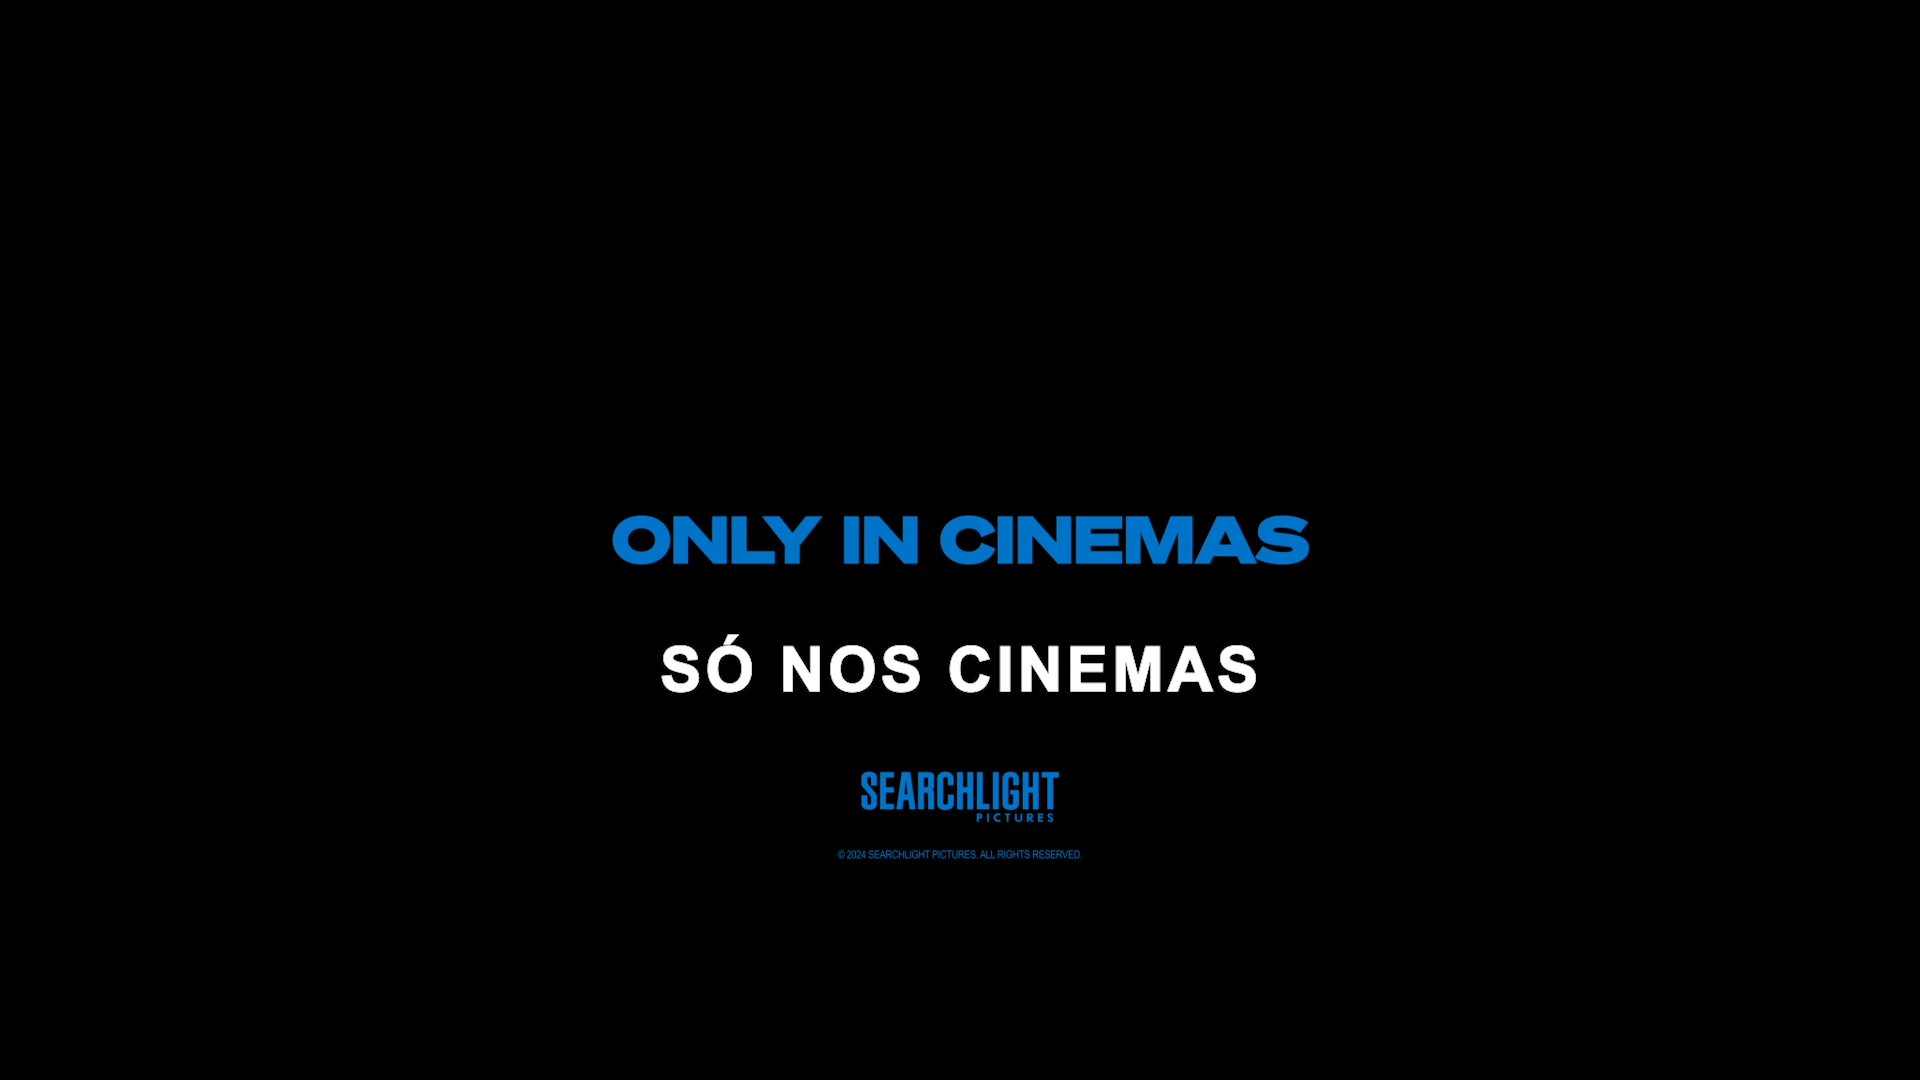 ONLY IN CINEMAS
SÓ NOS CINEMAS
SEARCHLIGHT
PICTURES
© 2024 SEARCHLIGHT PICTURES. ALL RIGHTS RESERVED.